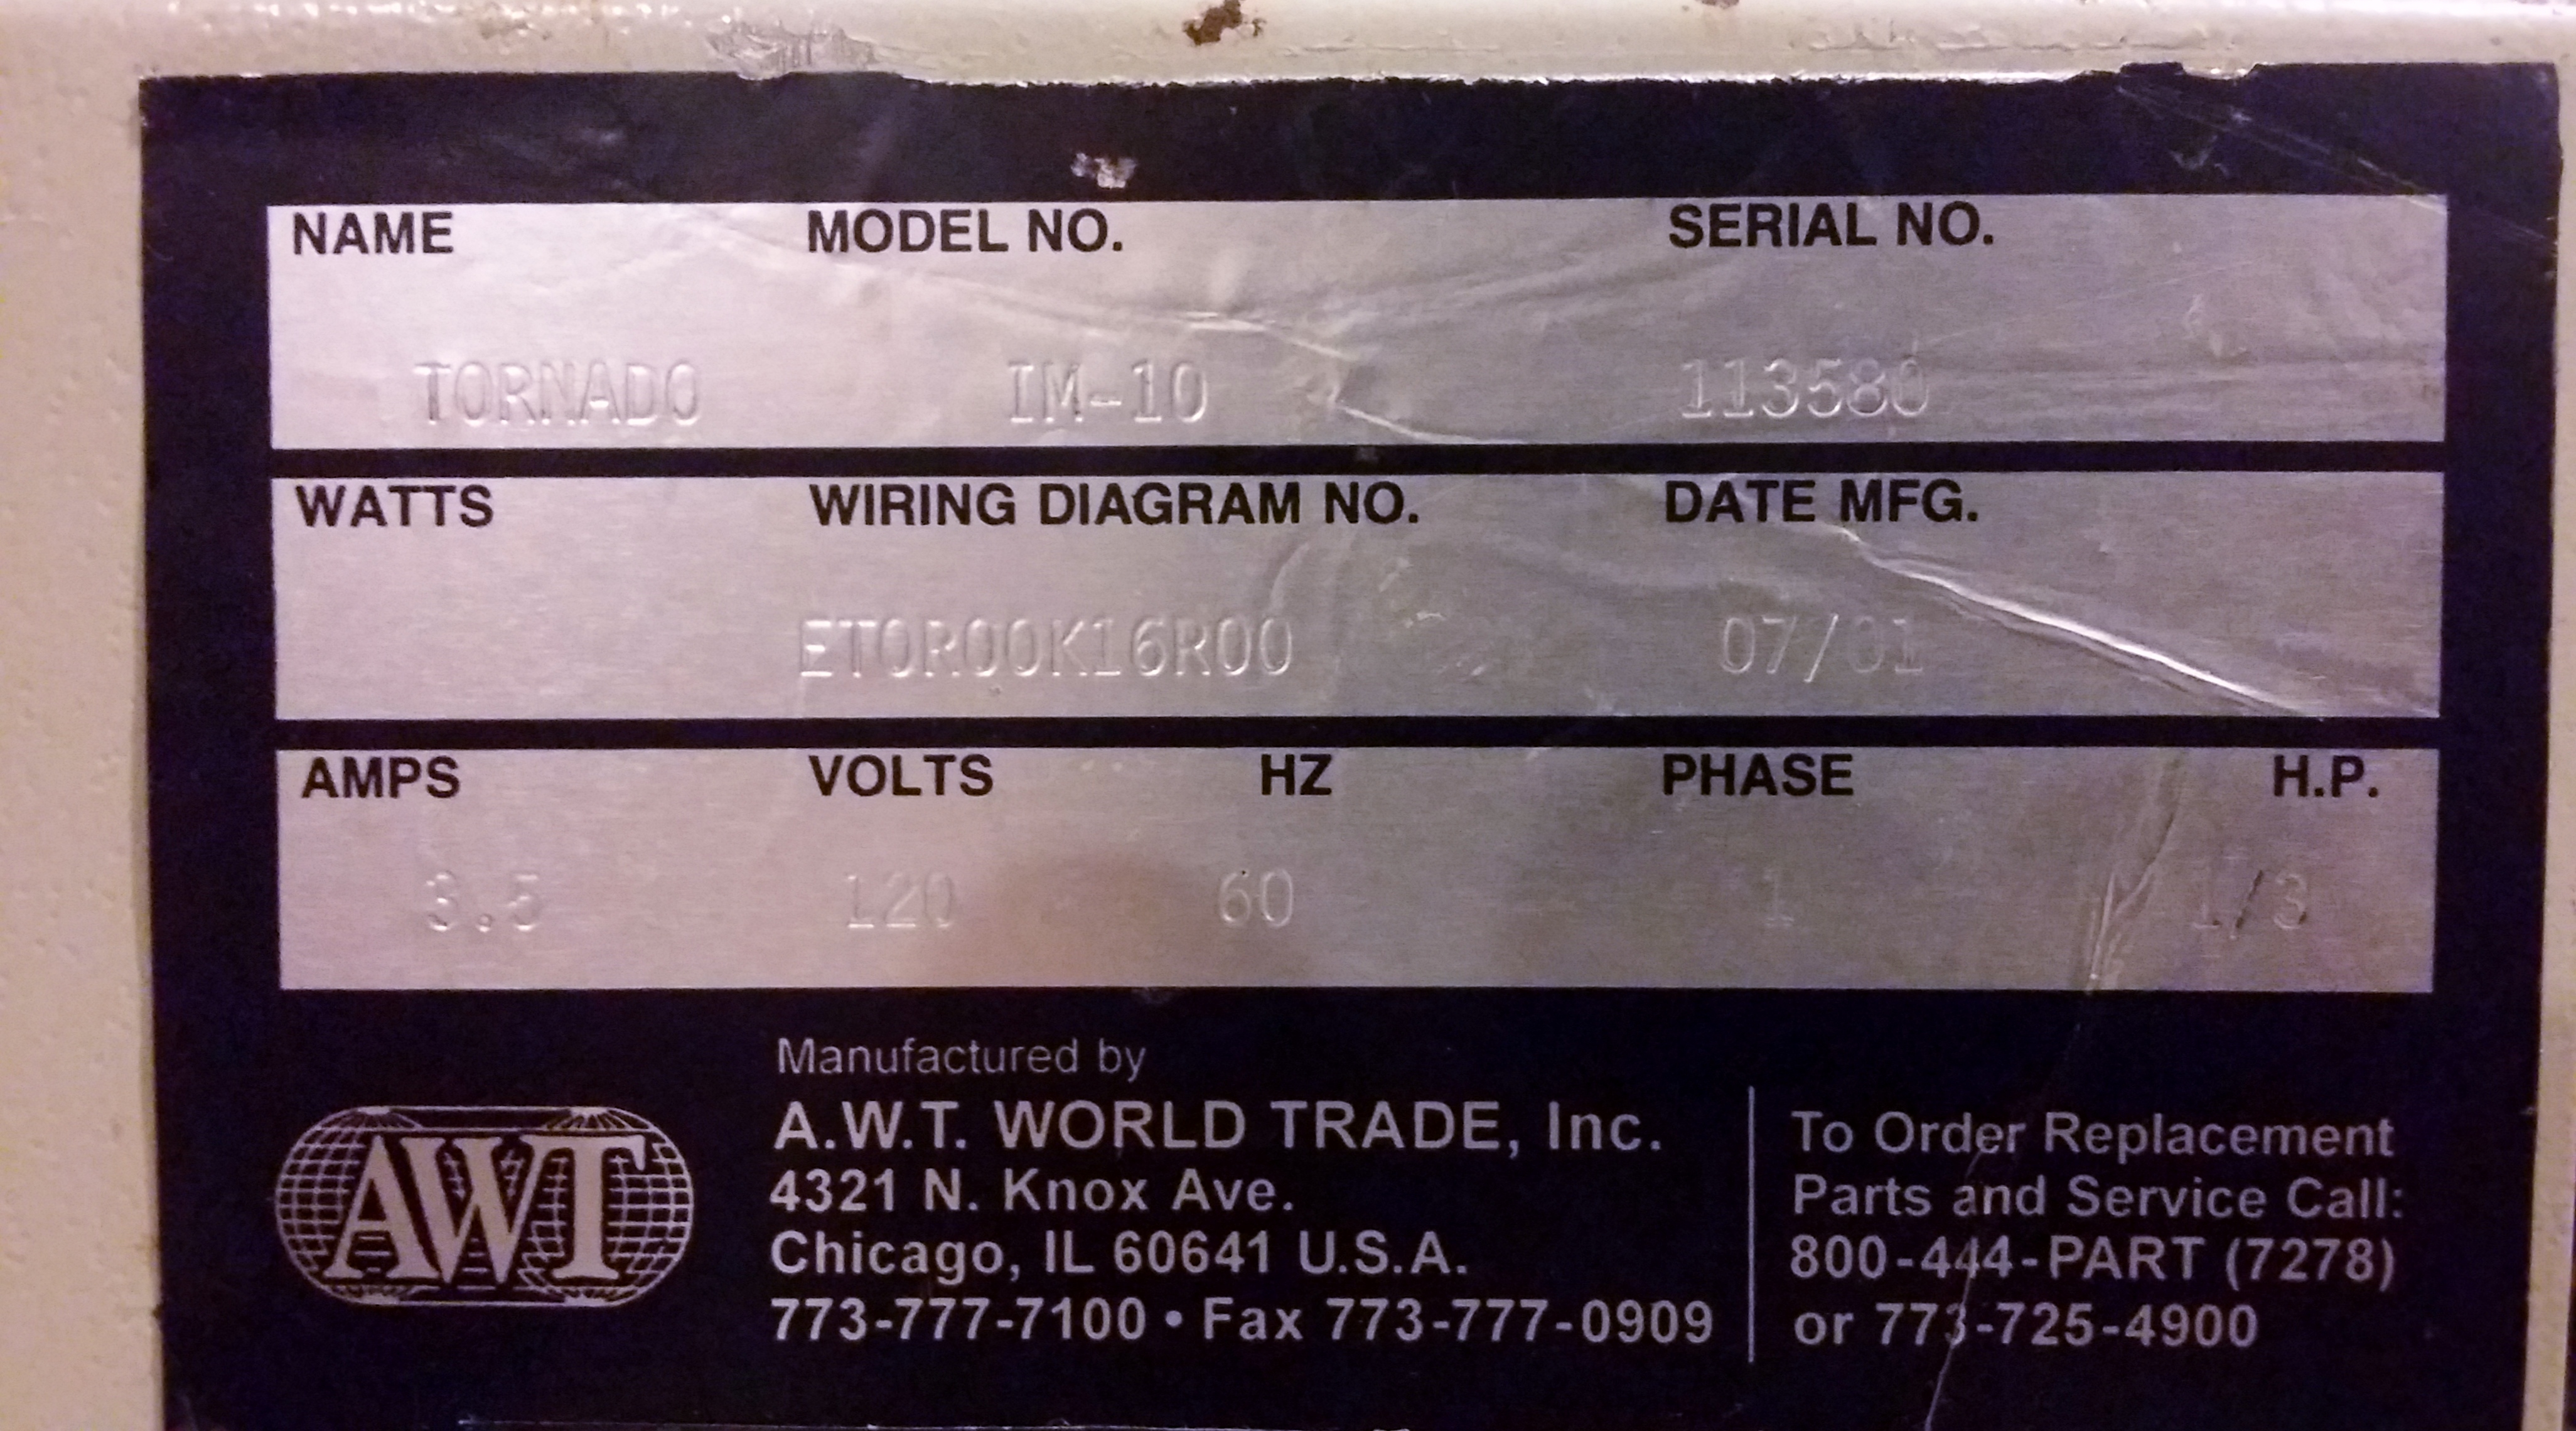 NAME MODEL NO. SERIAL NO.
TORNADO IM-10 113580
WATTS WIRING DIAGRAM NO. DATE MFG.
ETOR00K16R00 07/01
AMPS VOLTS HZ PHASE H.P.
3.5 120 60 1 1/3
AWT
Manufactured by
A.W.T. WORLD TRADE, Inc.
4321 N. Knox Ave.
Chicago, IL 60641 U.S.A.
773-777-7100 • Fax 773-777-0909
To Order Replacement
Parts and Service Call:
800-444-PART (7278)
or 773-725-4900